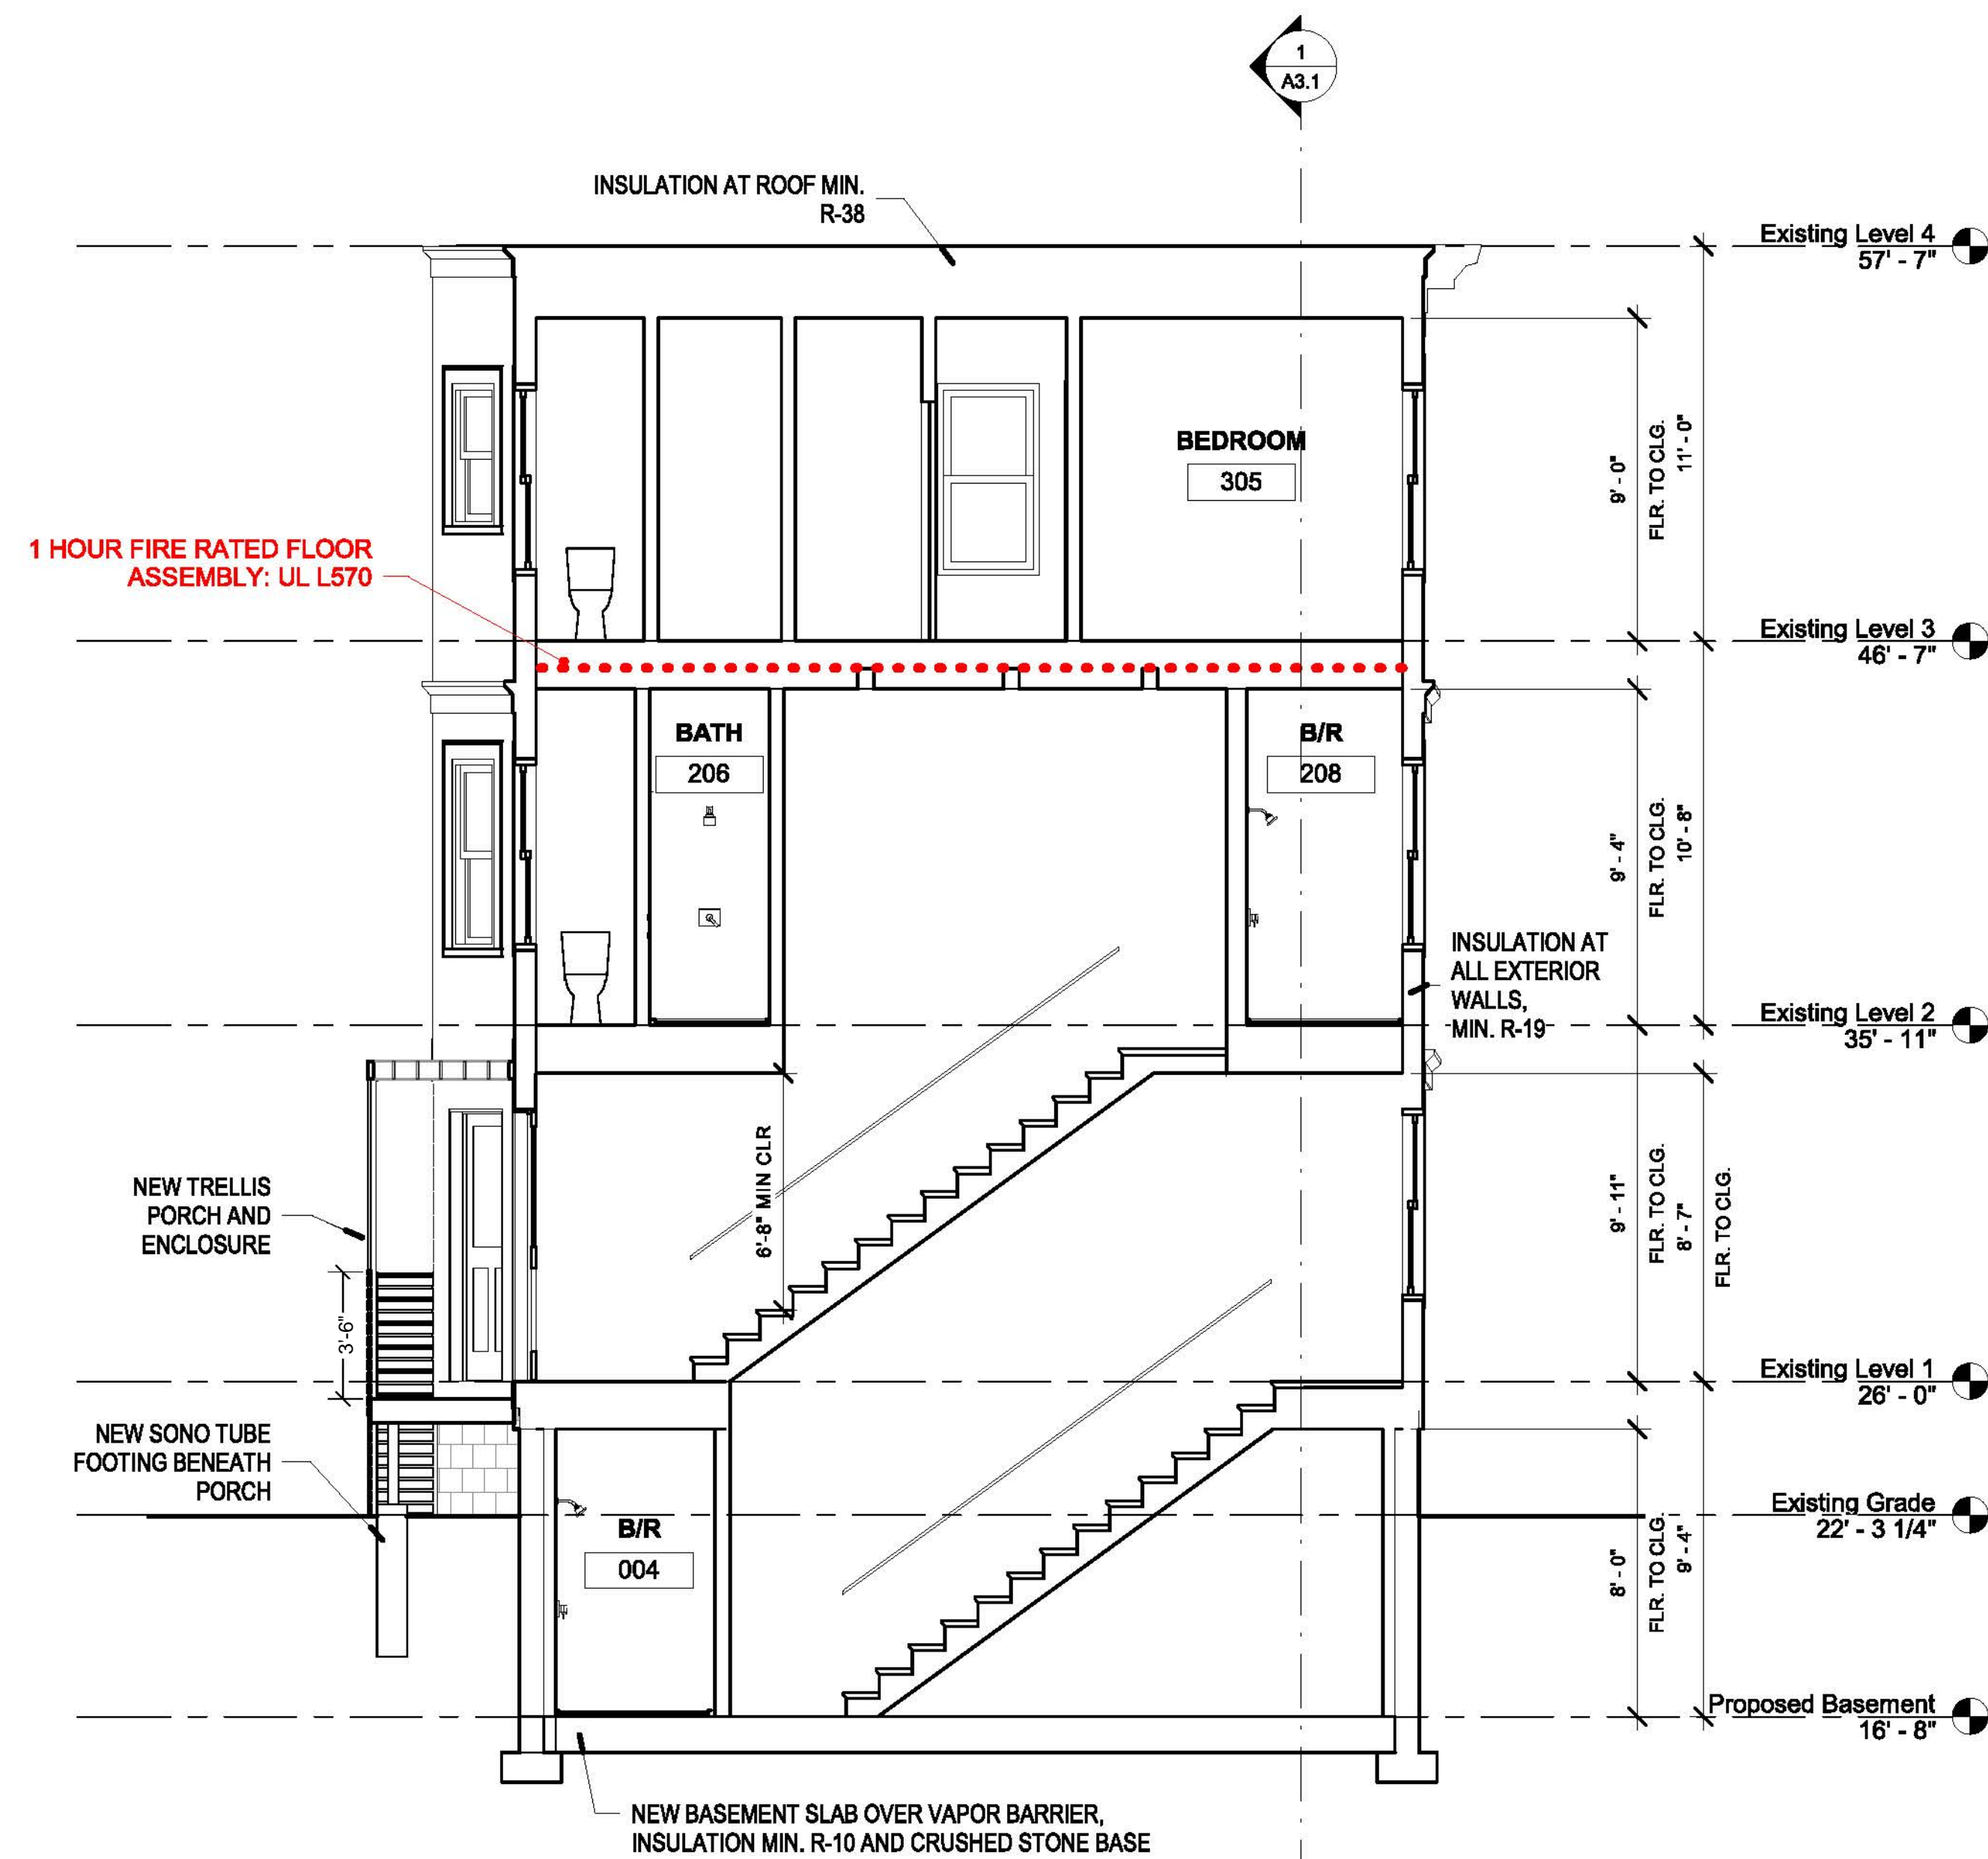 1
A3.1
INSULATION AT ROOF MIN.
R-38
Existing Level 4
57' - 7"
BEDROOM
305
9' - 0"
FLR. TO CLG.
11' - 0"
1 HOUR FIRE RATED FLOOR
ASSEMBLY: UL L570
Existing Level 3
46' - 7"
BATH
206
B/R
208
9' - 4"
FLR. TO CLG.
10' - 8"
INSULATION AT
ALL EXTERIOR
WALLS,
MIN. R-19
Existing Level 2
35' - 11"
6'-8" MIN CLR
NEW TRELLIS
PORCH AND
ENCLOSURE
9' - 11"
FLR. TO CLG.
8' - 7"
FLR. TO CLG.
3'-6"
Existing Level 1
26' - 0"
NEW SONO TUBE
FOOTING BENEATH
PORCH
Existing Grade
22' - 3 1/4"
B/R
004
8' - 0"
FLR. TO CLG.
9' - 4"
Proposed Basement
16' - 8"
NEW BASEMENT SLAB OVER VAPOR BARRIER,
INSULATION MIN. R-10 AND CRUSHED STONE BASE